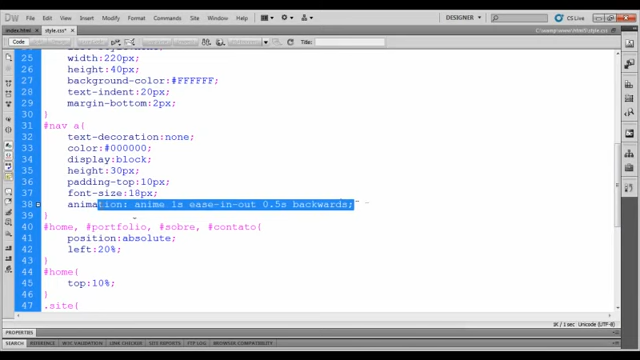 Dw File Edit View Insert Modify Format Commands Site Window Help
DESIGNER CS Live
index.html style.css*
Code Split Design Live Code Inspect Title:
25 width:220px;
26 height:40px;
27 background-color:#FFFFFF;
28 text-indent:20px;
29 margin-bottom:2px;
30 }
31 #nav a{
32 text-decoration:none;
33 color:#000000;
34 display:block;
35 height:30px;
36 padding-top:10px;
37 font-size:18px;
38 animation: anime 1s ease-in-out 0.5s backwards;
39 }
40 #home, #portfolio, #sobre, #contato{
41 position:absolute;
42 left:20%;
43 }
44 #home{
45 top:10%;
46 }
47 .site{
1K / 1 sec Unicode (UTF-8)
PROPERTIES
SEARCH REFERENCE W3C VALIDATION LINK CHECKER SITE REPORTS FTP LOG BROWSER COMPATIBILITY